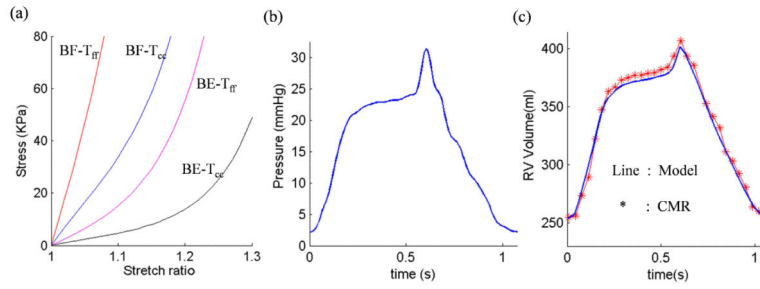 (a)
BF-Tff
BF-Tcc
BE-Tff
BE-Tcc
Stress (KPa)
80
60
40
20
0
1
1.1
1.2
1.3
Stretch ratio
(b)
Pressure (mmHg)
30
25
20
15
10
5
0
0
0.5
1
time (s)
(c)
RV Volume(ml)
400
350
300
250
Line : Model
* : CMR
0
0.5
1
time(s)